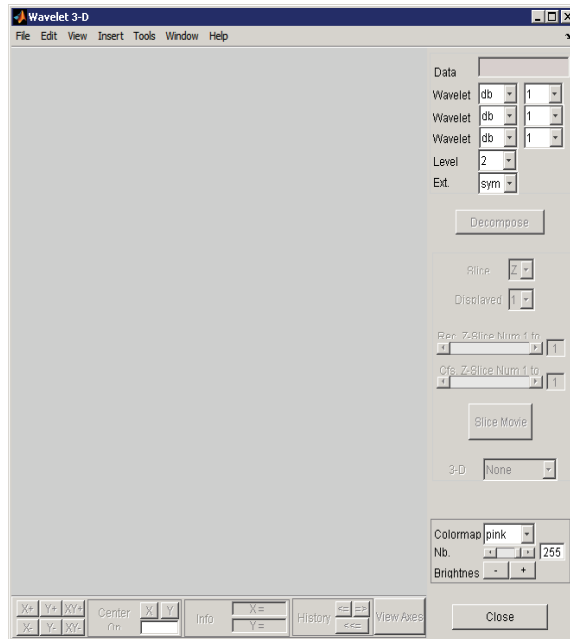 Wavelet 3-D
File Edit View Insert Tools Window Help
Data
Wavelet db 1
Wavelet db 1
Wavelet db 1
Level 2
Ext. sym
Decompose
Slice Z
Displayed 1
Rec. Z-Slice Num 1 to
1
Cfs. Z-Slice Num 1 to
1
Slice Movie
3-D None
Colormap pink
Nb. 255
Brightnes - +
X+ Y+ XY+ Center X Y Info X = History <= => View Axes
X- Y- XY- On Y = <<=
Close